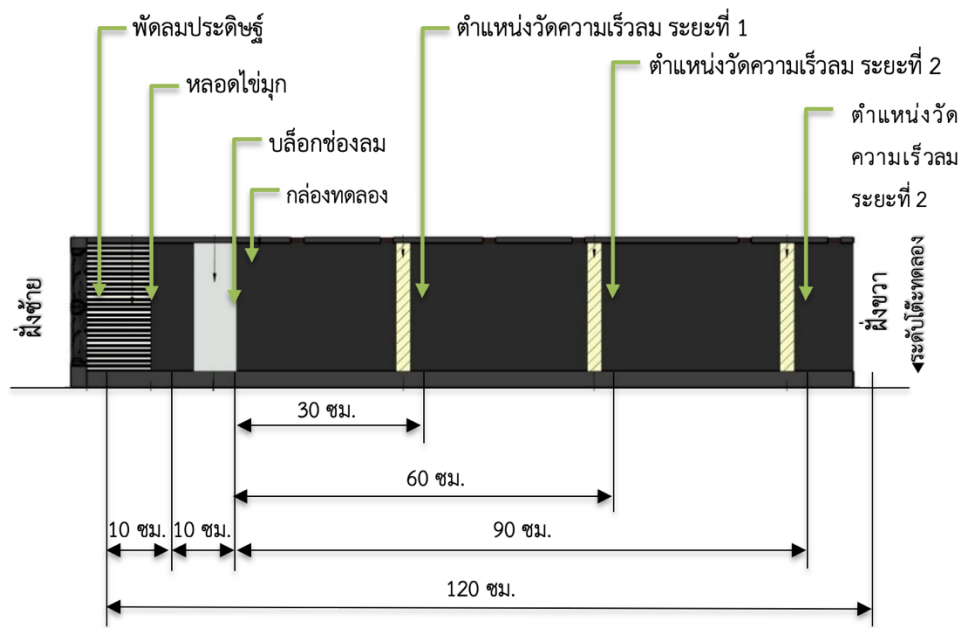 พัดลมประดิษฐ์
ตำแหน่งวัดความเร็วลม ระยะที่ 1
ตำแหน่งวัดความเร็วลม ระยะที่ 2
หลอดไข่มุก
ตำแหน่งวัด
ความเร็วลม
ระยะที่ 2
บล็อกช่องลม
กล่องทดลอง
ฝั่งซ้าย
ฝั่งขวา
ระดับโต๊ะทดลอง
30 ซม.
60 ซม.
10 ซม.
10 ซม.
90 ซม.
120 ซม.